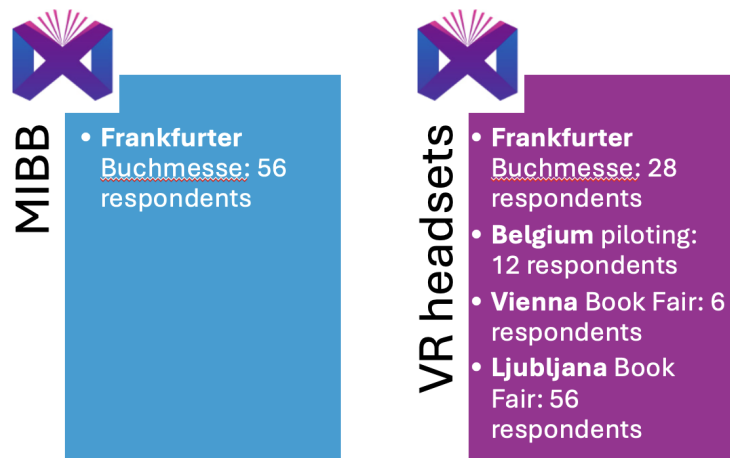 MIBB
• Frankfurter
Buchmesse: 56
respondents
VR headsets
• Frankfurter
Buchmesse: 28
respondents
• Belgium piloting:
12 respondents
• Vienna Book Fair: 6
respondents
• Ljubljana Book
Fair: 56
respondents